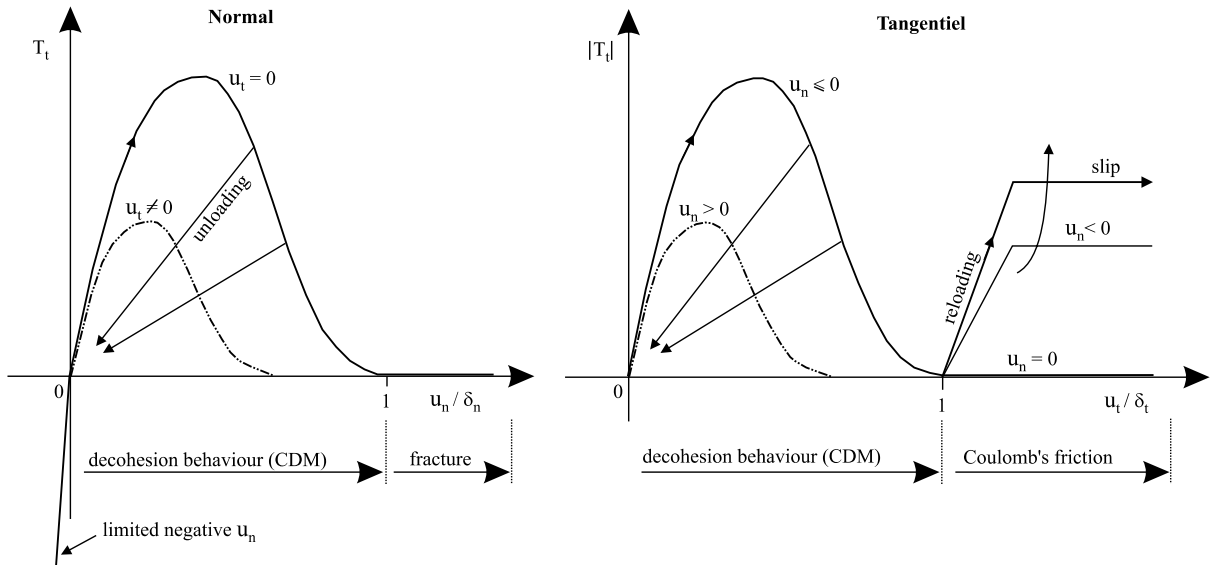 Normal
T_t
u_t = 0
u_t ≠ 0
unloading
0
1
u_n / δ_n
decohesion behaviour (CDM)
fracture
limited negative u_n
Tangentiel
|T_t|
u_n ⩽ 0
u_n > 0
slip
u_n < 0
reloading
u_n = 0
0
1
u_t / δ_t
decohesion behaviour (CDM)
Coulomb's friction